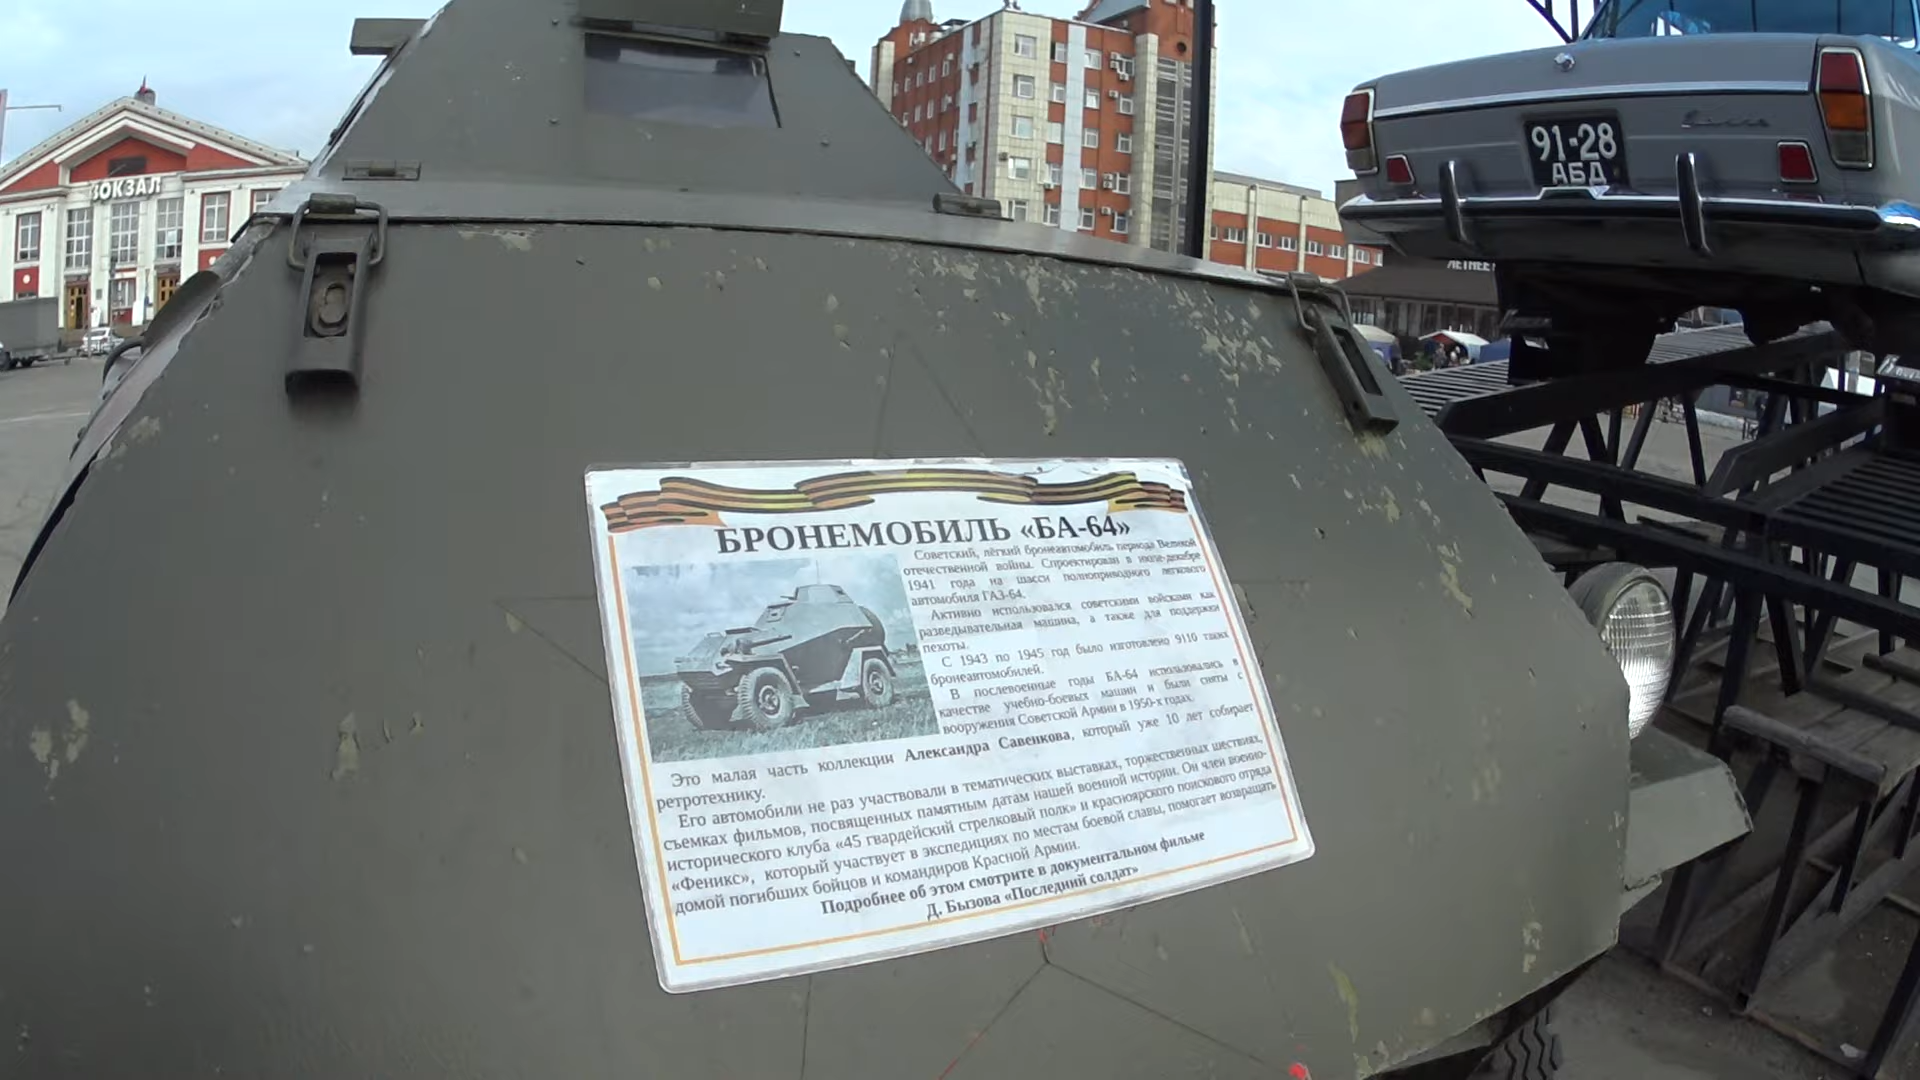 ВОКЗАЛ
91-28
АБД
ЛЕТНЕЕ
БРОНЕМОБИЛЬ «БА-64»
Советский, лёгкий бронеавтомобиль периода Великой
отечественной войны. Спроектирован в июле-декабре
1941 года на шасси полноприводного легкового
автомобиля ГАЗ-64.
Активно использовался советскими войсками как
разведывательная машина, а также для поддержки
пехоты.
С 1943 по 1945 год было изготовлено 9110 таких
бронеавтомобилей.
В послевоенные годы БА-64 использовались в
качестве учебно-боевых машин и были сняты с
вооружения Советской Армии в 1950-х годах.
Это малая часть коллекции Александра Савенкова, который уже 10 лет собирает
ретротехнику.
Его автомобили не раз участвовали в тематических выставках, торжественных шествиях,
съемках фильмов, посвященных памятным датам нашей военной истории. Он член военно-
исторического клуба «45 гвардейский стрелковый полк» и красноярского поискового отряда
«Феникс», который участвует в экспедициях по местам боевой славы, помогает возвращать
домой погибших бойцов и командиров Красной Армии.
Подробнее об этом смотрите в документальном фильме
Д. Бызова «Последний солдат»